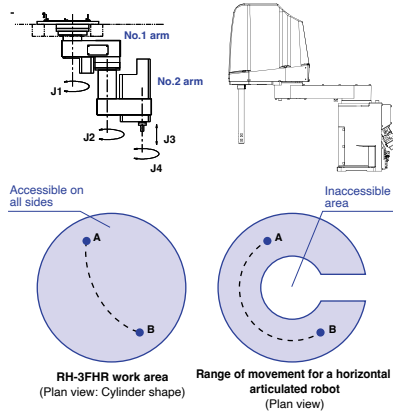 No.1 arm
No.2 arm
J1
J2
J3
J4
Accessible on
all sides
Inaccessible
area
A
B
A
B
RH-3FHR work area
(Plan view: Cylinder shape)
Range of movement for a horizontal
articulated robot
(Plan view)